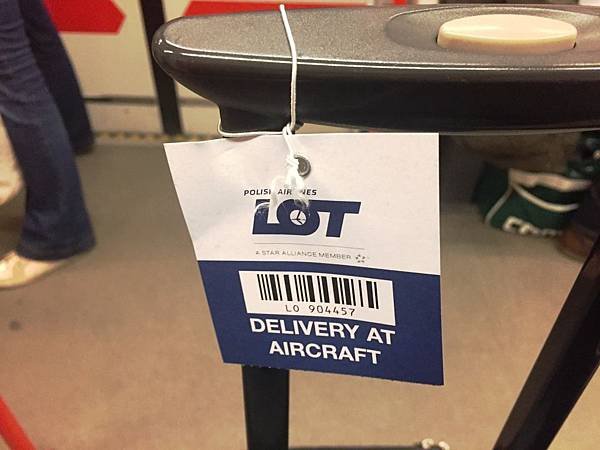 POLISH AIRLINES
LOT
A STAR ALLIANCE MEMBER
LO 904457
DELIVERY AT
AIRCRAFT